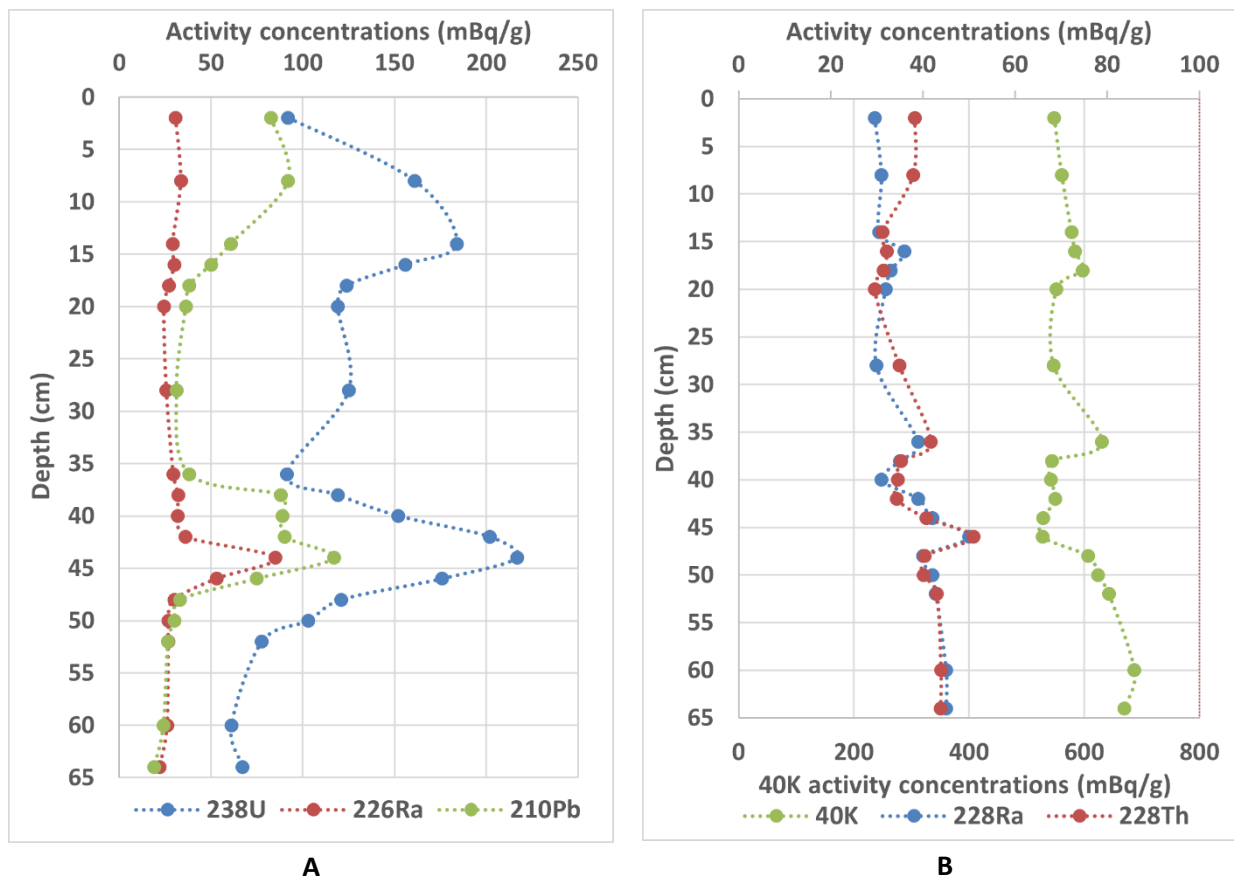 Activity concentrations (mBq/g)
0 50 100 150 200 250
0
5
10
15
20
25
30
35
40
45
50
55
60
65
Depth (cm)
238U 226Ra 210Pb
A
Activity concentrations (mBq/g)
0 20 40 60 80 100
0
5
10
15
20
25
30
35
40
45
50
55
60
65
Depth (cm)
0 200 400 600 800
40K activity concentrations (mBq/g)
40K 228Ra 228Th
B